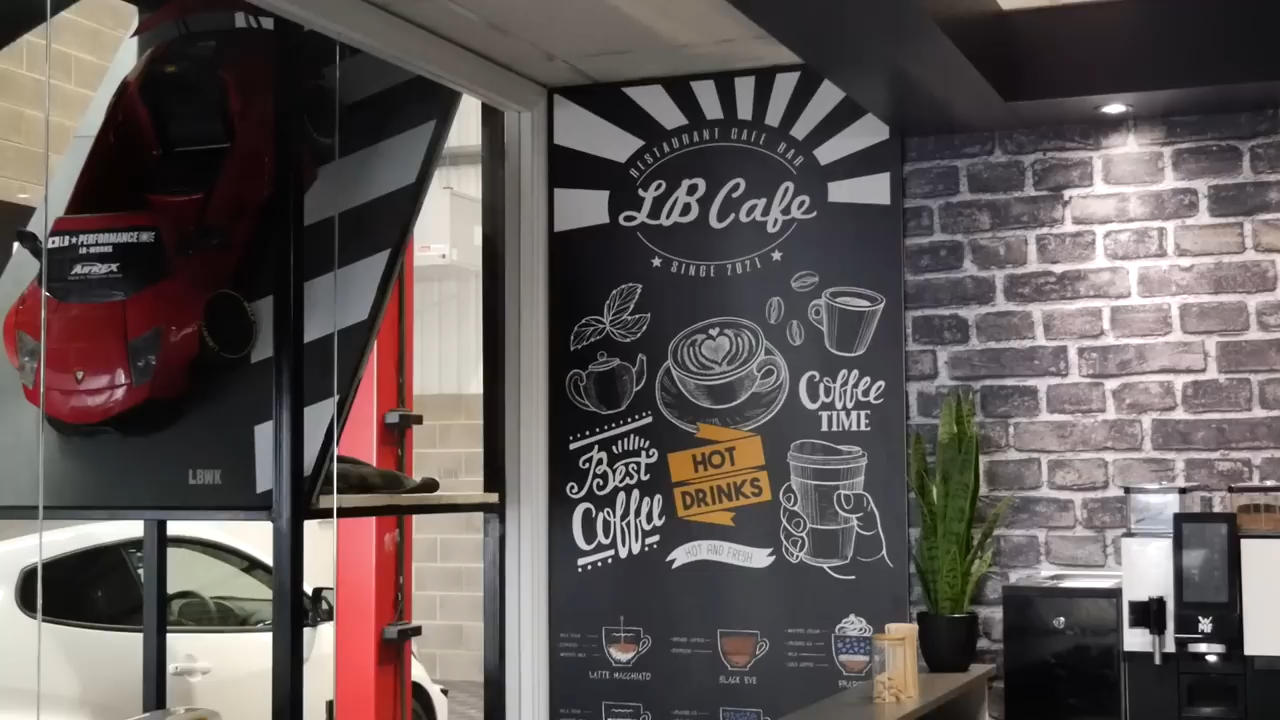 LB★PERFORMANCE
LB-WORKS
AIRREX
LBWK
RESTAURANT CAFE BAR
LB Cafe
★ SINCE 2021 ★
Coffee
TIME
Best
Coffee
HOT
DRINKS
HOT AND FRESH
LATTE MACCHIATO
BLACK EYE
WMF